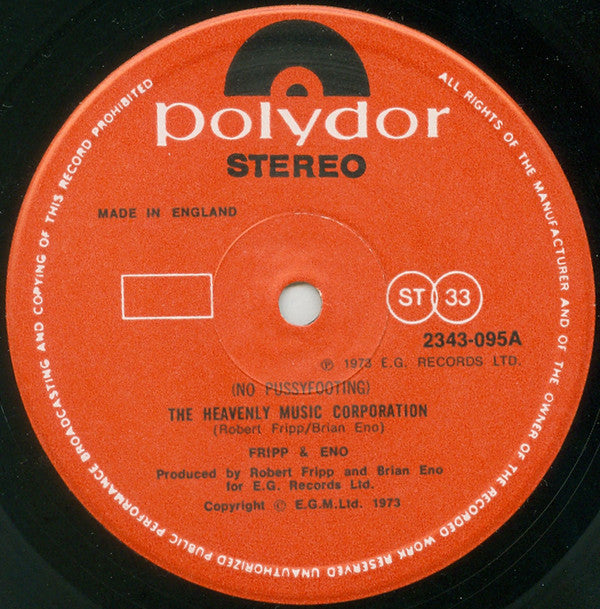 polydor
STEREO
MADE IN ENGLAND
ST 33
2343-095A
℗ 1973 E.G. RECORDS LTD.
(NO PUSSYFOOTING)
THE HEAVENLY MUSIC CORPORATION
(Robert Fripp/Brian Eno)
FRIPP & ENO
Produced by Robert Fripp and Brian Eno
for E.G. Records Ltd.
Copyright © E.G.M.Ltd. 1973
ALL RIGHTS OF THE MANUFACTURER AND OF THE OWNER OF THE RECORDED WORK RESERVED UNAUTHORIZED PUBLIC PERFORMANCE BROADCASTING AND COPYING OF THIS RECORD PROHIBITED